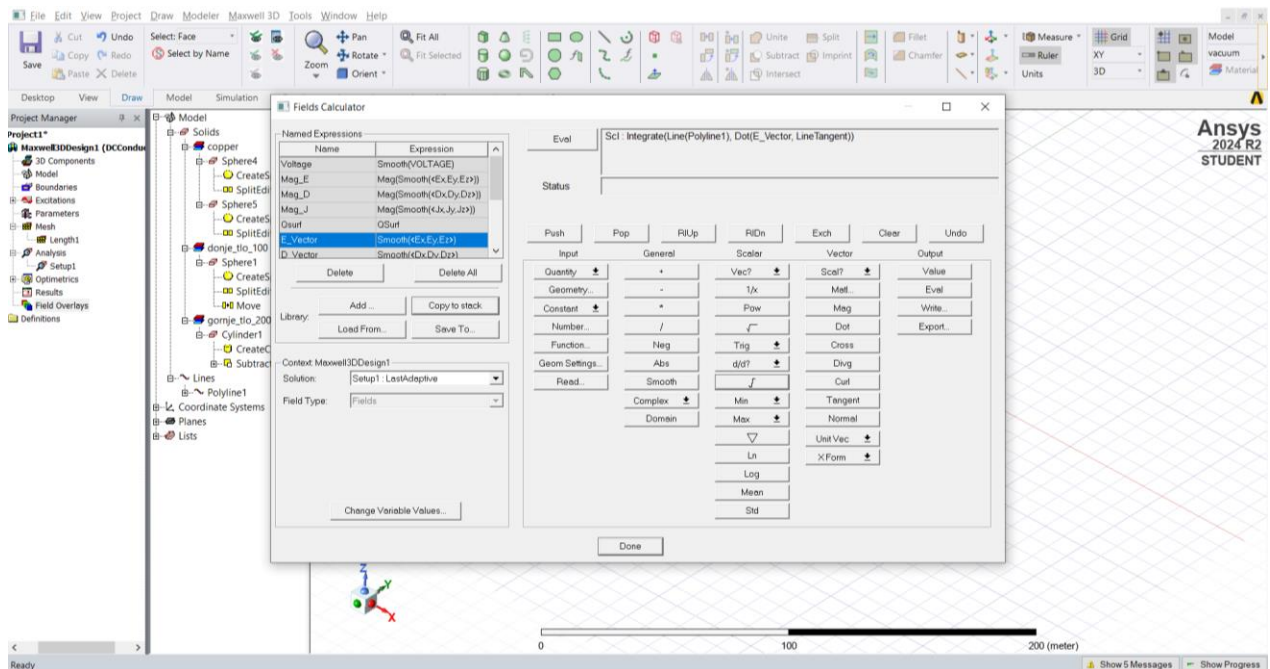 File Edit View Project Draw Modeler Maxwell 3D Tools Window Help
Save
Cut Undo
Copy Redo
Paste Delete
Select: Face
Select by Name
Zoom
Pan
Rotate
Orient
Fit All
Fit Selected
Unite
Subtract
Intersect
Split
Imprint
Fillet
Chamfer
Measure
Ruler
Units
Grid
XY
3D
Model
vacuum
Material
Desktop View Draw Model Simulation
Project Manager
Project1*
Maxwell3DDesign1 (DCCondu
3D Components
Model
Boundaries
Excitations
Parameters
Mesh
Length1
Analysis
Setup1
Optimetrics
Results
Field Overlays
Definitions
Model
Solids
copper
Sphere4
CreateS
SplitEdi
Sphere5
CreateS
SplitEdi
donje_tlo_100
Sphere1
CreateS
SplitEdi
Move
gornje_tlo_200
Cylinder1
CreateC
Subtrac
Lines
Polyline1
Coordinate Systems
Planes
Lists
Fields Calculator
Named Expressions
Name Expression
Voltage Smooth(VOLTAGE)
Mag_E Mag(Smooth(<Ex,Ey,Ez>))
Mag_D Mag(Smooth(<Dx,Dy,Dz>))
Mag_J Mag(Smooth(<Jx,Jy,Jz>))
Qsurf QSurf
E_Vector Smooth(<Ex,Ey,Ez>)
D_Vector Smooth(<Dx,Dy,Dz>)
Delete Delete All
Library:
Add ... Copy to stack
Load From... Save To...
Context: Maxwell3DDesign1
Solution: Setup1 : LastAdaptive
Field Type: Fields
Change Variable Values...
Eval
Scl : Integrate(Line(Polyline1), Dot(E_Vector, LineTangent))
Status
Push Pop RlUp RlDn Exch Clear Undo
Input General Scalar Vector Output
Quantity + Vec? Scal? Value
Geometry... - 1/x Matl... Eval
Constant * Pow Mag Write...
Number... / √ Dot Export...
Function... Neg Trig Cross
Geom Settings... Abs d/d? Divg
Read... Smooth ∫ Curl
Complex Min Tangent
Domain Max Normal
▽ Unit Vec
Ln XForm
Log
Mean
Std
Done
Ansys
2024 R2
STUDENT
Z
Y
X
0 100 200 (meter)
Ready
Show 5 Messages Show Progress